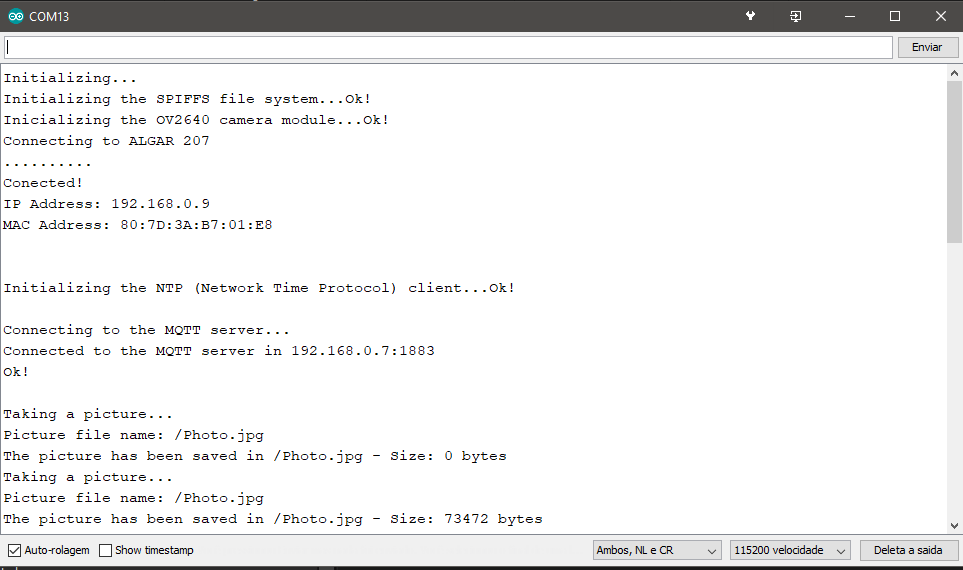 COM13
Enviar
Initializing...
Initializing the SPIFFS file system...Ok!
Inicializing the OV2640 camera module...Ok!
Connecting to ALGAR 207
..........
Conected!
IP Address: 192.168.0.9
MAC Address: 80:7D:3A:B7:01:E8
Initializing the NTP (Network Time Protocol) client...Ok!
Connecting to the MQTT server...
Connected to the MQTT server in 192.168.0.7:1883
Ok!
Taking a picture...
Picture file name: /Photo.jpg
The picture has been saved in /Photo.jpg - Size: 0 bytes
Taking a picture...
Picture file name: /Photo.jpg
The picture has been saved in /Photo.jpg - Size: 73472 bytes
Auto-rolagem Show timestamp Ambos, NL e CR 115200 velocidade Deleta a saida